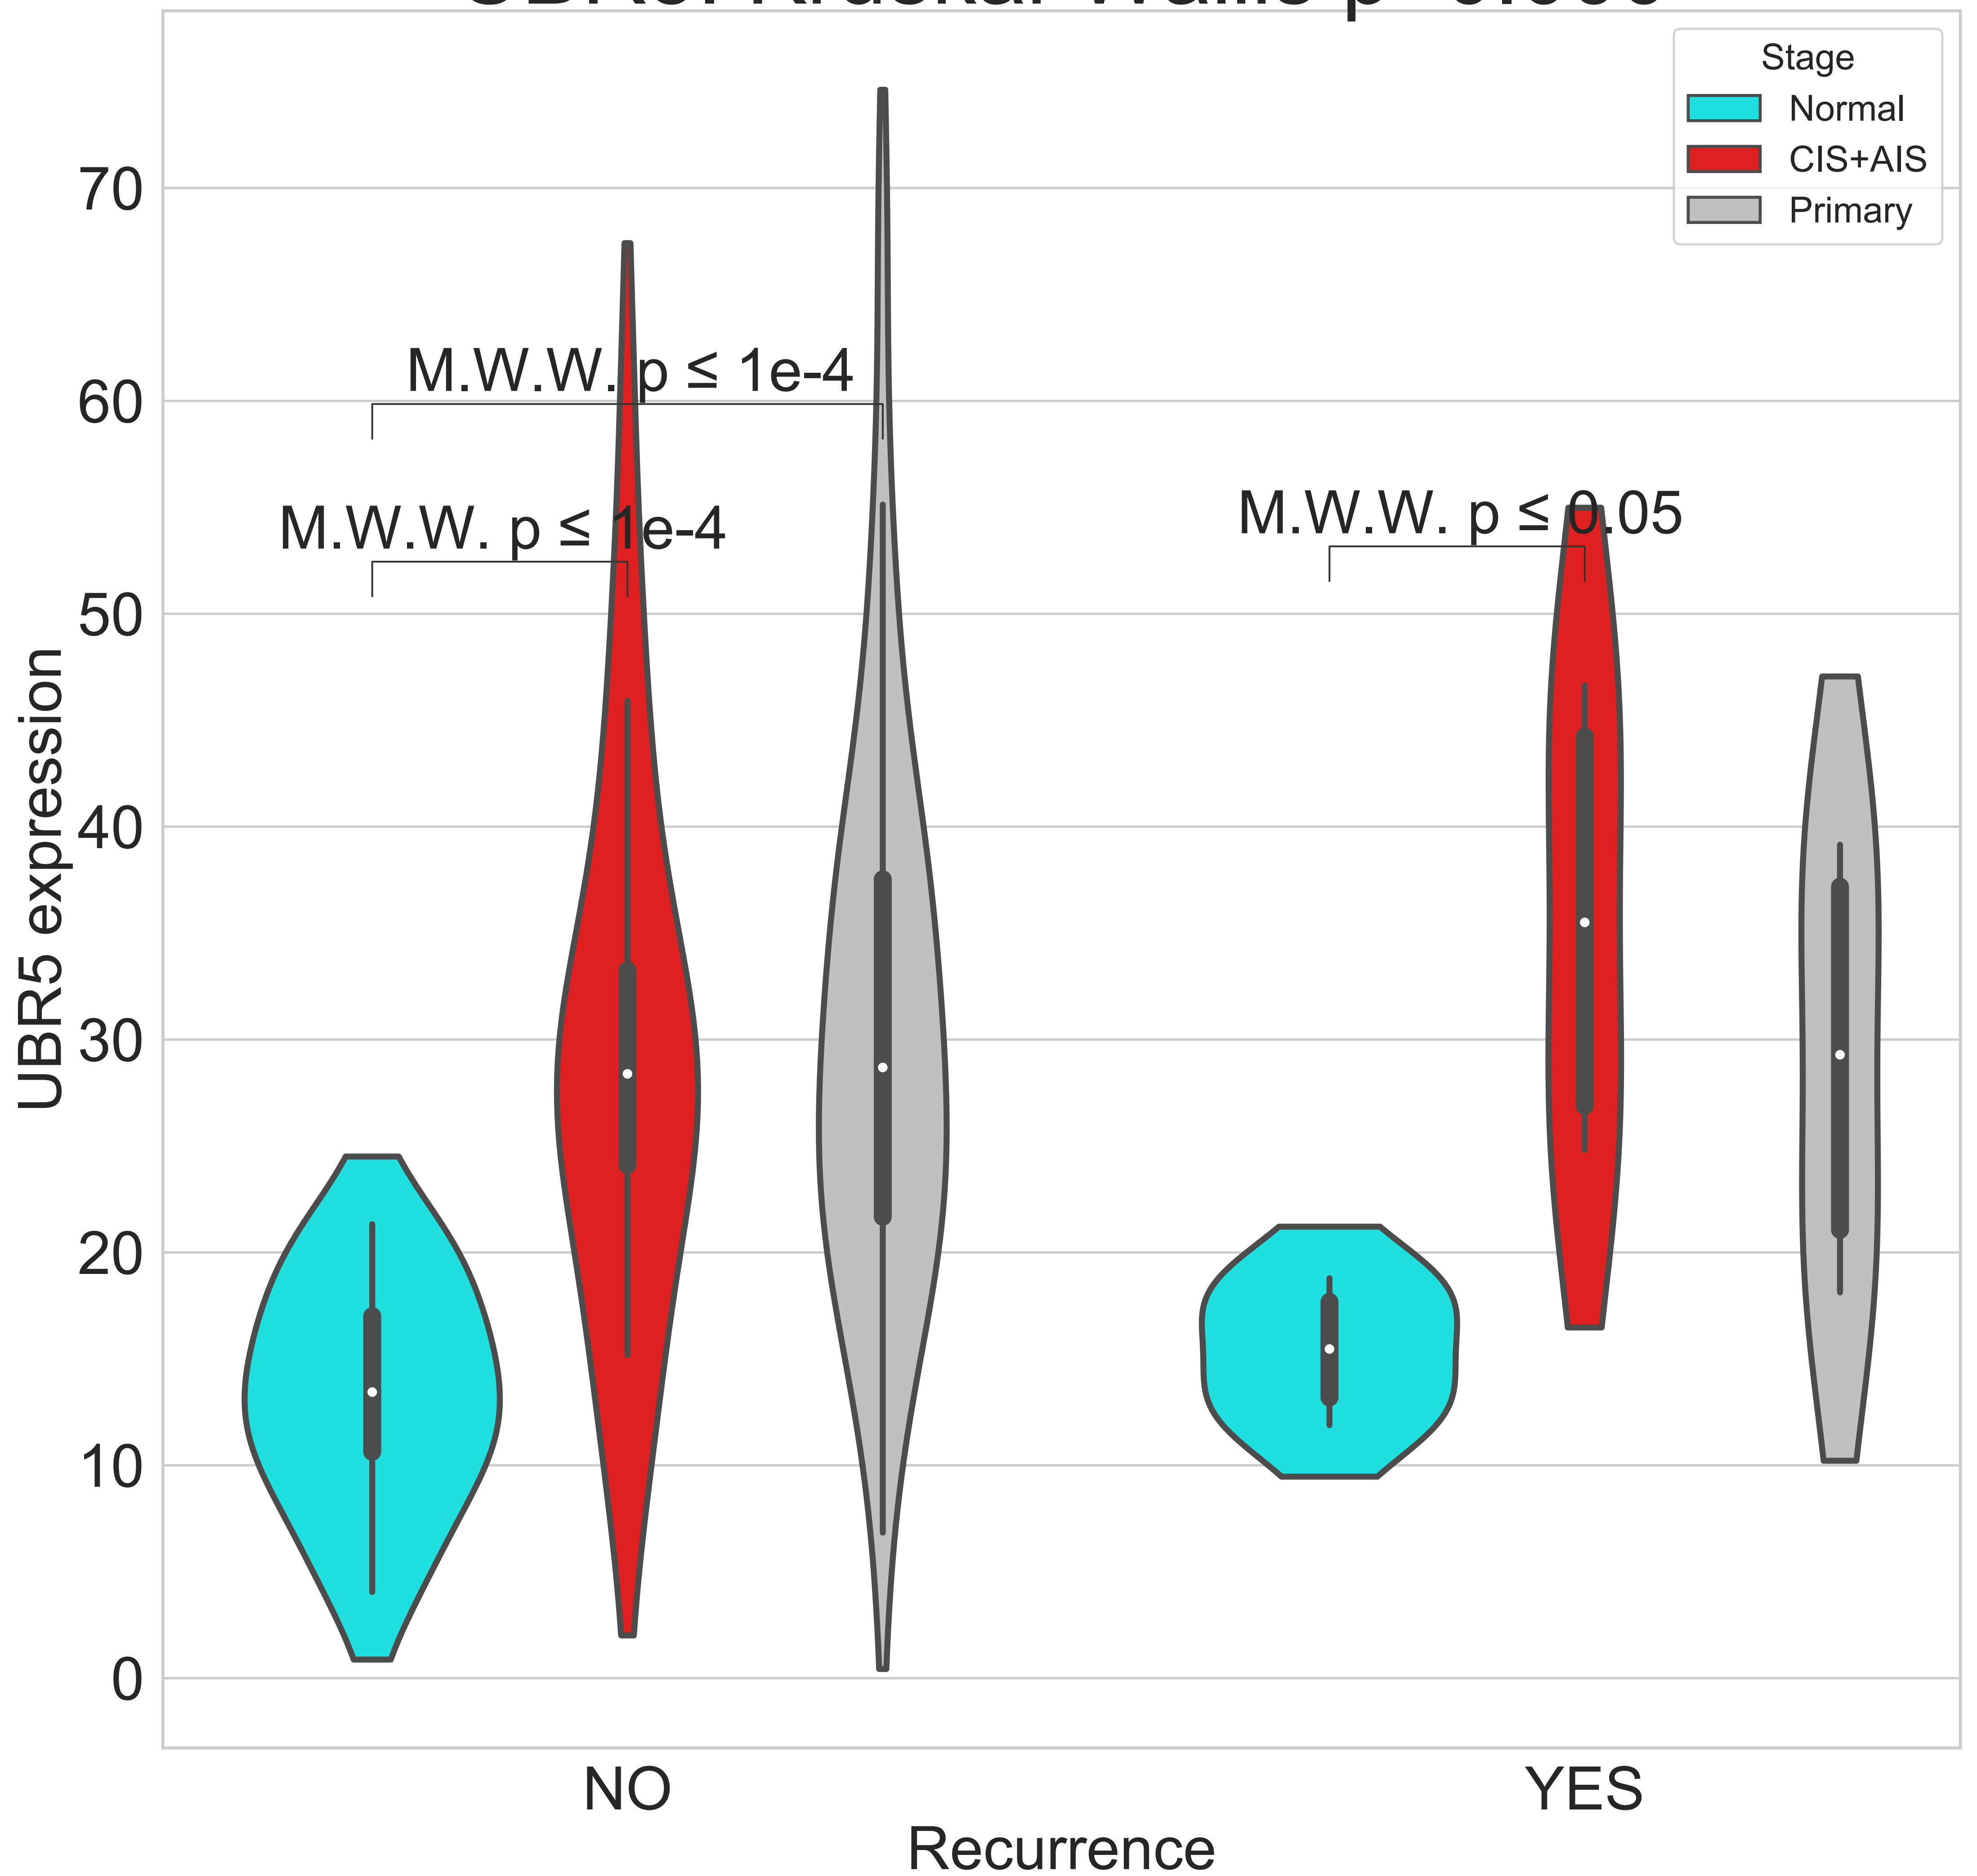 Stage
Normal
CIS+AIS
Primary
M.W.W. p ≤ 1e-4
M.W.W. p ≤ 1e-4
M.W.W. p ≤ 0.05
70
60
50
40
30
20
10
0
UBR5 expression
NO
YES
Recurrence